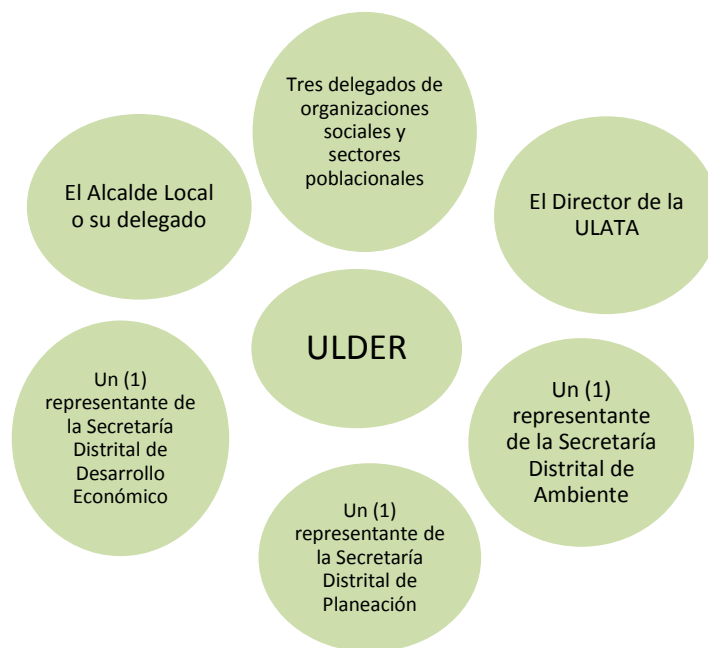 Tres delegados de
organizaciones
sociales y
sectores
poblacionales
El Alcalde Local
o su delegado
El Director de la
ULATA
ULDER
Un (1)
representante de
la Secretaría
Distrital de
Desarrollo
Económico
Un (1)
representante
de la Secretaría
Distrital de
Ambiente
Un (1)
representante de
la Secretaría
Distrital de
Planeación